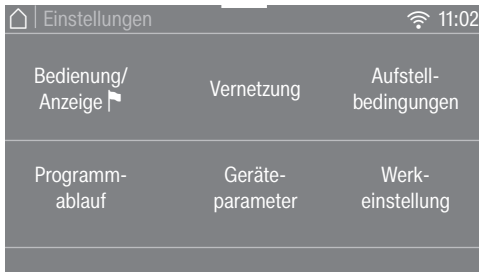 Einstellungen 11:02
Bedienung/
Anzeige
Vernetzung
Aufstell-
bedingungen
Programm-
ablauf
Geräte-
parameter
Werk-
einstellung